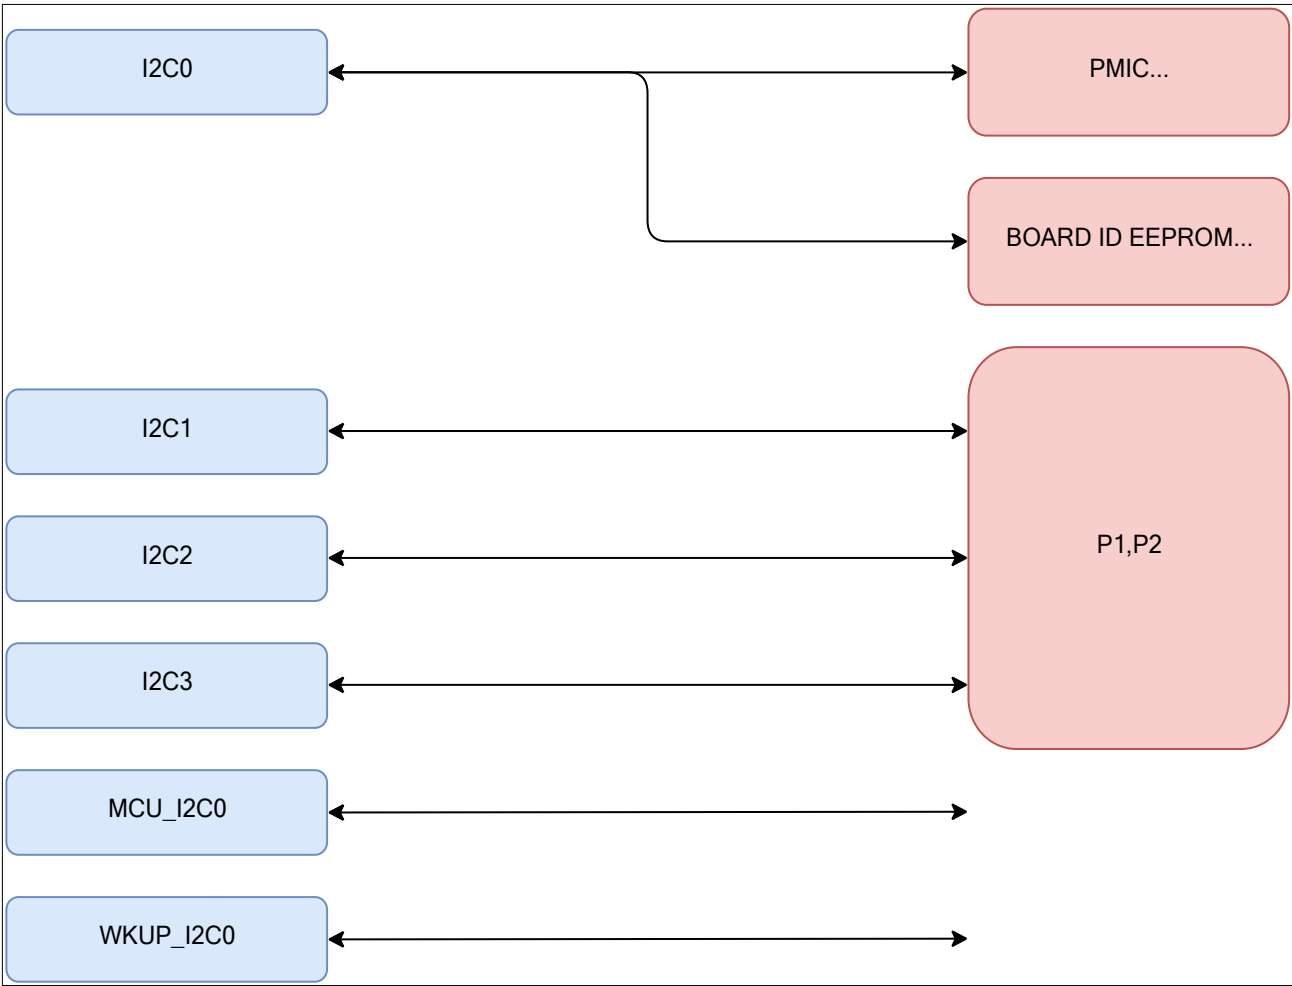 I2C0
PMIC...
BOARD ID EEPROM...
I2C1
I2C2
P1,P2
I2C3
MCU_I2C0
WKUP_I2C0